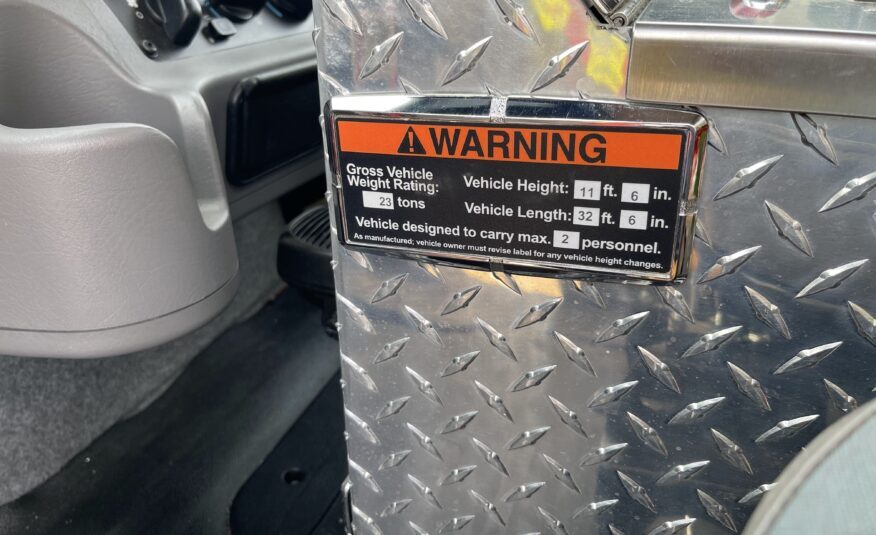 WARNING
Gross Vehicle
Weight Rating:
23 tons
Vehicle Height: 11 ft. 6 in.
Vehicle Length: 32 ft. 6 in.
Vehicle designed to carry max. 2 personnel.
As manufactured; vehicle owner must revise label for any vehicle height changes.